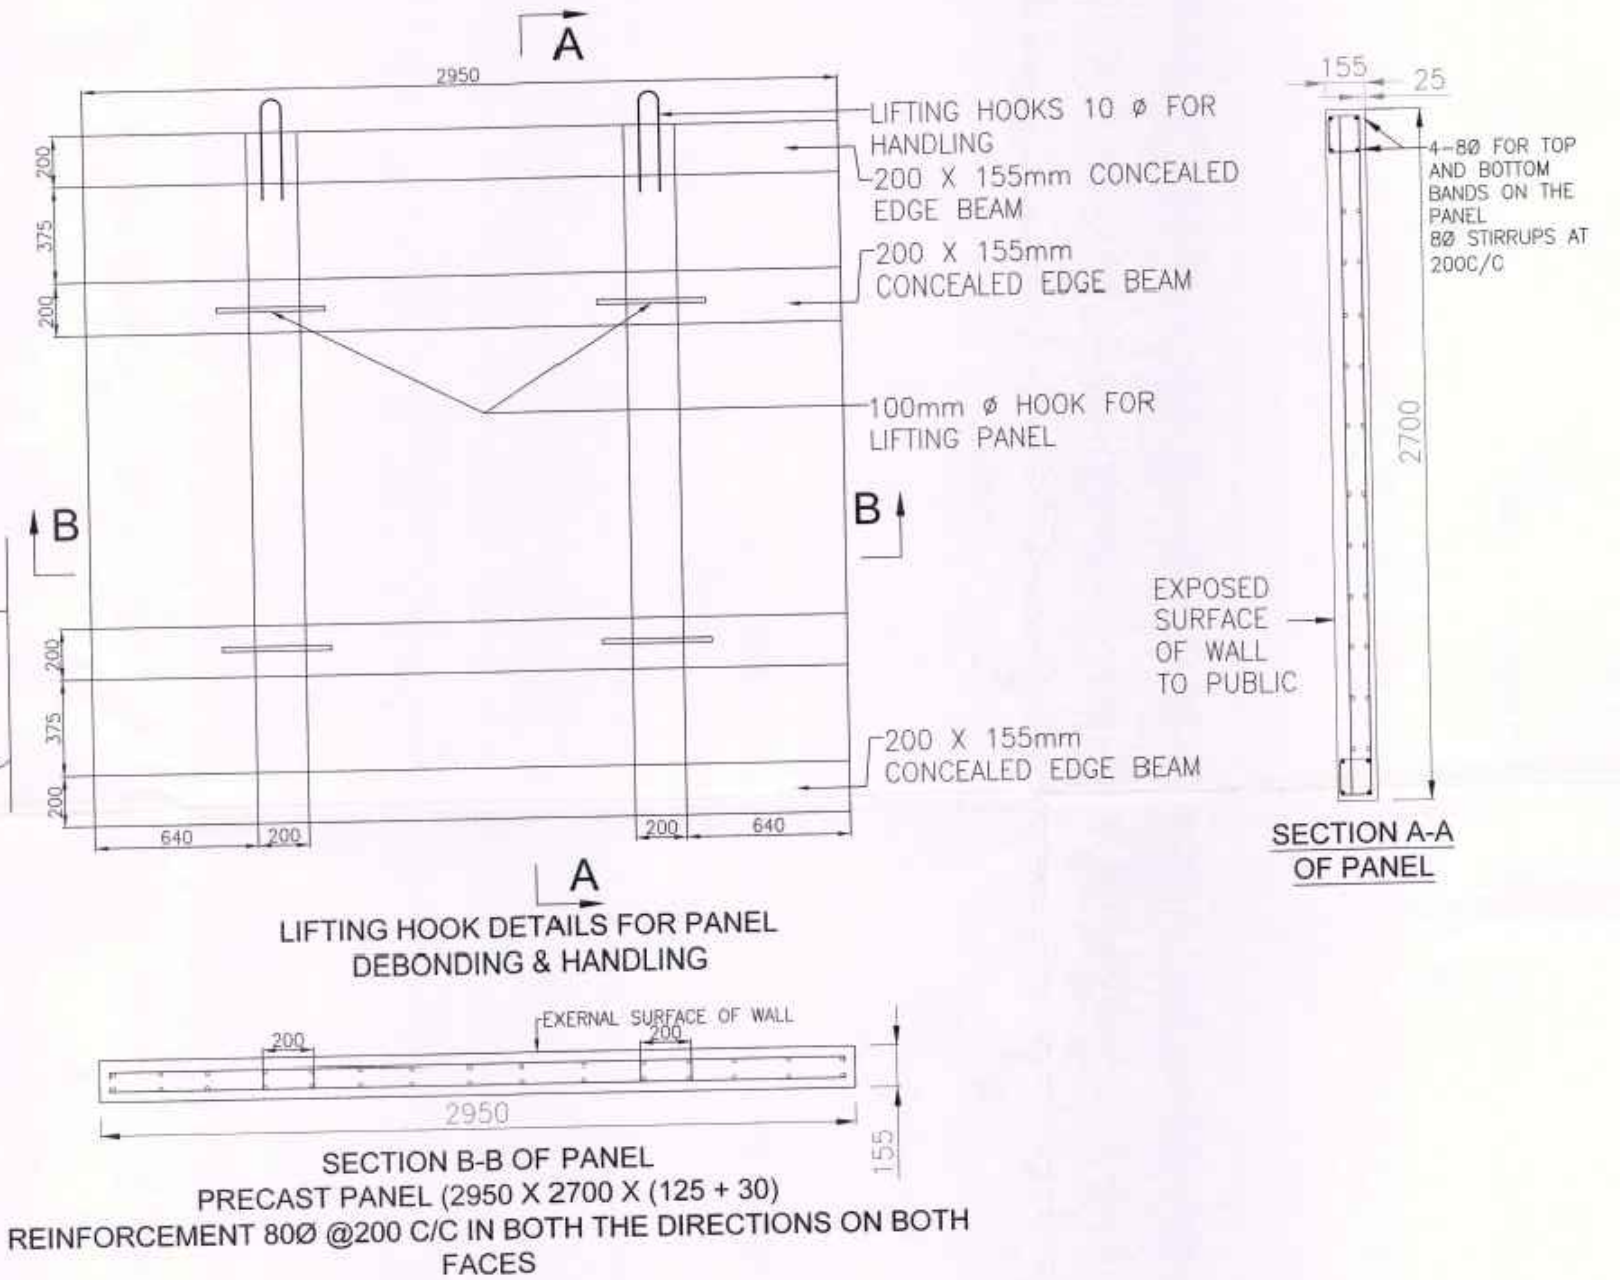 A
2950
155
25
LIFTING HOOKS 10 Ø FOR
HANDLING
200 X 155mm CONCEALED
EDGE BEAM
200 X 155mm
CONCEALED EDGE BEAM
4-8Ø FOR TOP
AND BOTTOM
BANDS ON THE
PANEL
8Ø STIRRUPS AT
200C/C
200
375
200
100mm Ø HOOK FOR
LIFTING PANEL
2700
B
B
EXPOSED
SURFACE
OF WALL
TO PUBLIC
200
375
200
200 X 155mm
CONCEALED EDGE BEAM
640
200
200
640
SECTION A-A
OF PANEL
A
LIFTING HOOK DETAILS FOR PANEL
DEBONDING & HANDLING
EXERNAL SURFACE OF WALL
200
200
2950
155
SECTION B-B OF PANEL
PRECAST PANEL (2950 X 2700 X (125 + 30)
REINFORCEMENT 80Ø @200 C/C IN BOTH THE DIRECTIONS ON BOTH
FACES